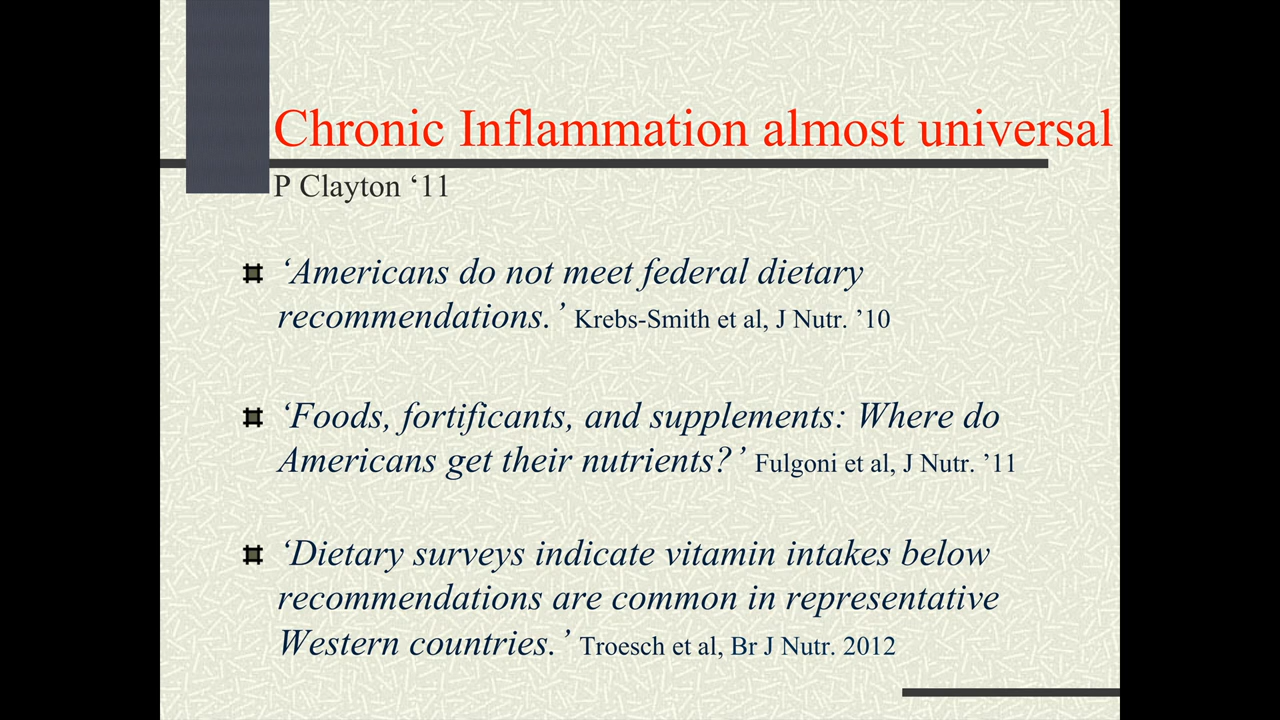 Chronic Inflammation almost universal
P Clayton ‘11
‘Americans do not meet federal dietary
recommendations.’ Krebs-Smith et al, J Nutr. ’10
‘Foods, fortificants, and supplements: Where do
Americans get their nutrients?’ Fulgoni et al, J Nutr. ’11
‘Dietary surveys indicate vitamin intakes below
recommendations are common in representative
Western countries.’ Troesch et al, Br J Nutr. 2012